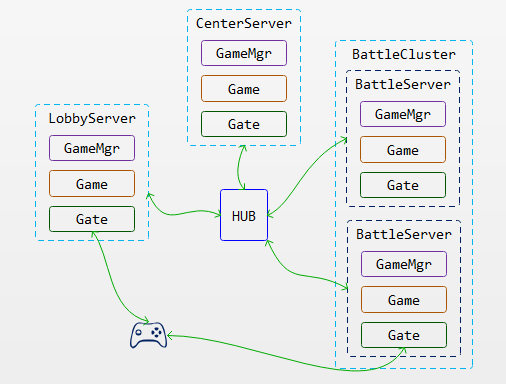 CenterServer
GameMgr
Game
Gate
BattleCluster
BattleServer
GameMgr
Game
Gate
LobbyServer
GameMgr
Game
Gate
HUB
BattleServer
GameMgr
Game
Gate